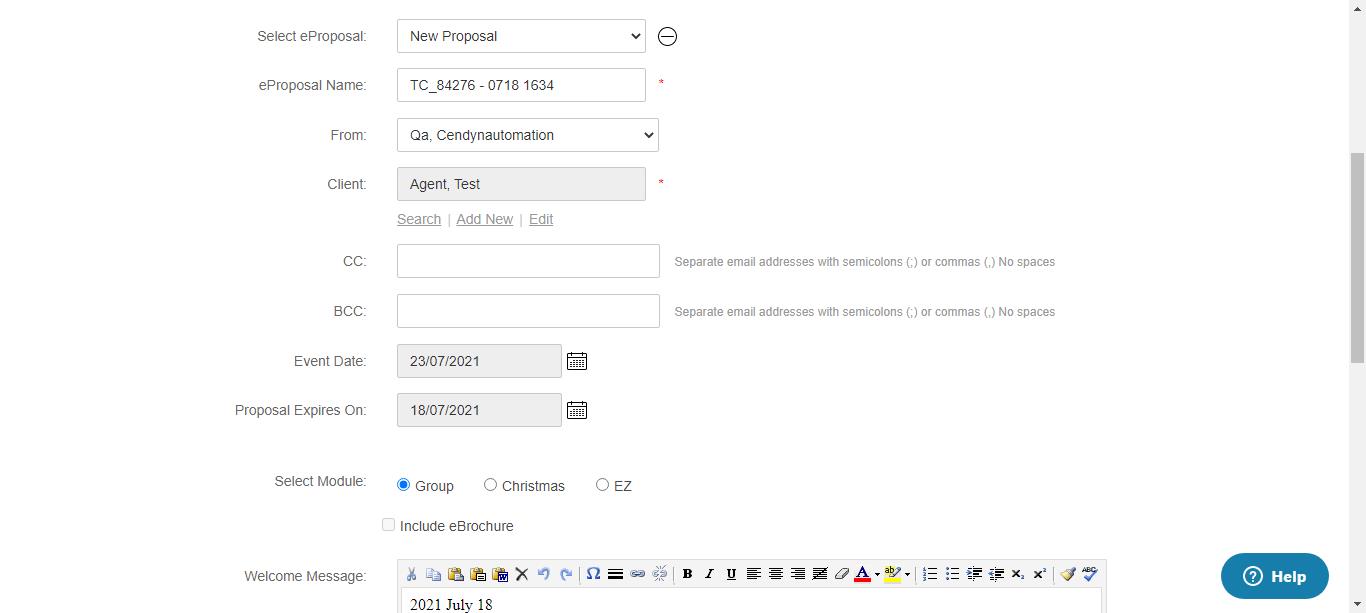 Select eProposal: New Proposal
eProposal Name: TC_84276 - 0718 1634 *
From: Qa, Cendynautomation
Client: Agent, Test *
Search | Add New | Edit
CC: Separate email addresses with semicolons (;) or commas (,) No spaces
BCC: Separate email addresses with semicolons (;) or commas (,) No spaces
Event Date: 23/07/2021
Proposal Expires On: 18/07/2021
Select Module: Group Christmas EZ
Include eBrochure
Welcome Message:
2021 July 18
Help